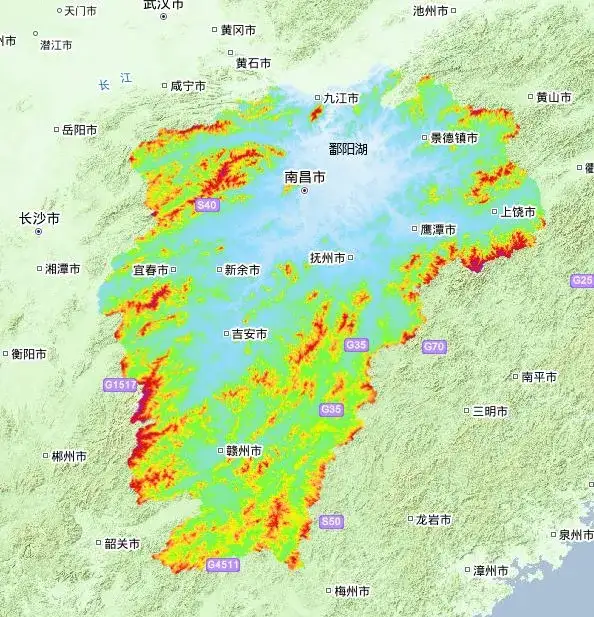 天门市
武汉市
池州市
潜江市
州市
黄冈市
黄石市
长 江
咸宁市
九江市
黄山市
岳阳市
景德镇市
鄱阳湖
衢
南昌市
S40
长沙市
上饶市
鹰潭市
抚州市
湘潭市
宜春市
新余市
G25
吉安市
G35
G70
衡阳市
G1517
南平市
G35
三明市
郴州市
赣州市
S50
龙岩市
泉州市
韶关市
G4511
漳州市
梅州市